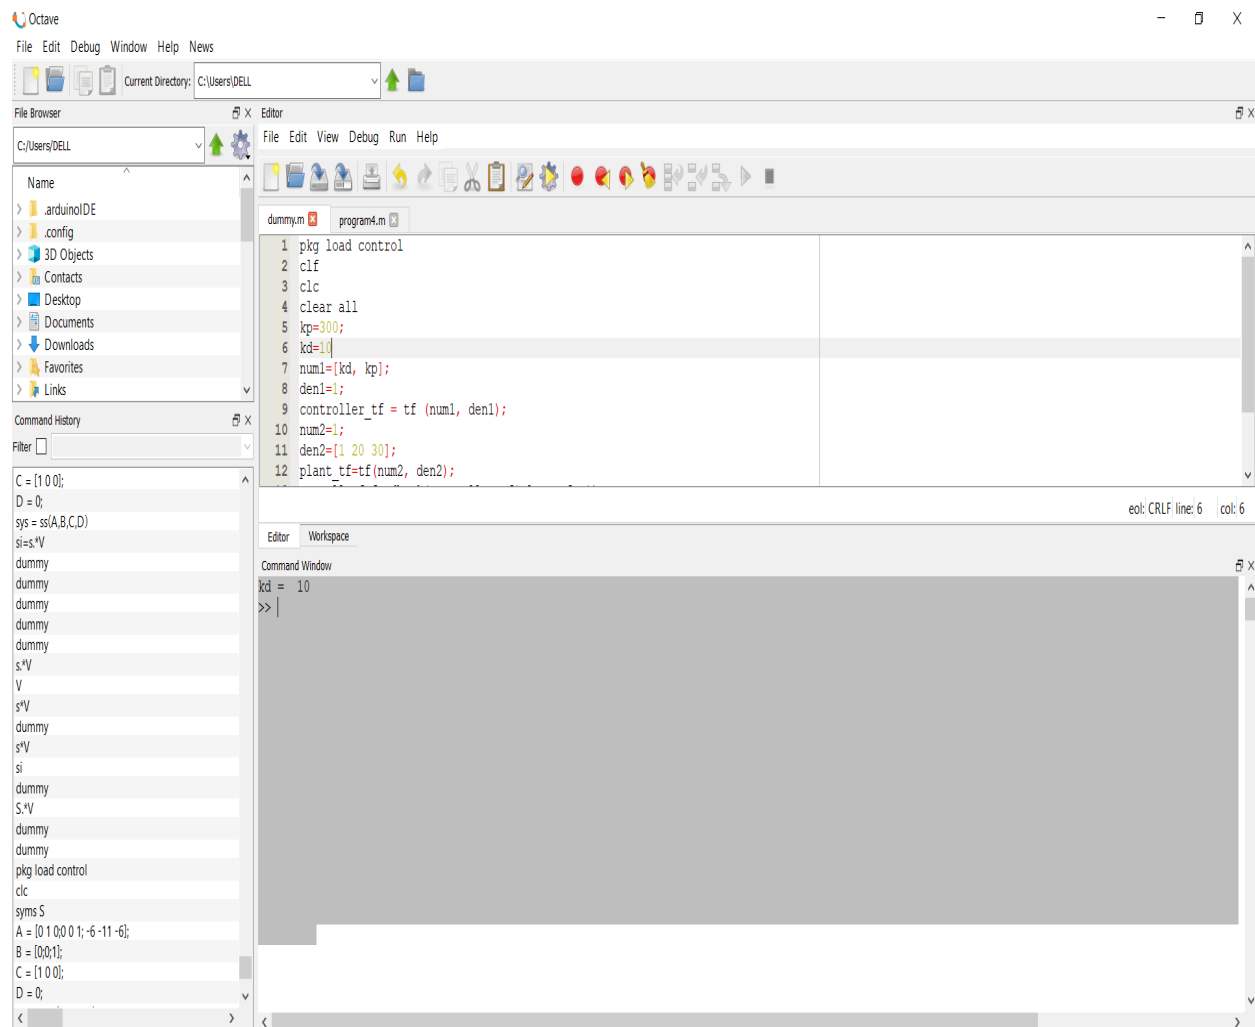 Octave
File Edit Debug Window Help News
Current Directory: C:\Users\DELL
File Browser
C:/Users/DELL
Name
.arduinoIDE
.config
3D Objects
Contacts
Desktop
Documents
Downloads
Favorites
Links
Command History
Filter
C = [1 0 0];
D = 0;
sys = ss(A,B,C,D)
si=s.*V
dummy
dummy
dummy
dummy
dummy
s.*V
V
s*V
dummy
s*V
si
dummy
S.*V
dummy
dummy
pkg load control
clc
syms S
A = [0 1 0;0 0 1; -6 -11 -6];
B = [0;0;1];
C = [1 0 0];
D = 0;
Editor
File Edit View Debug Run Help
dummy.m program4.m
1 pkg load control
2 clf
3 clc
4 clear all
5 kp=300;
6 kd=10
7 num1=[kd, kp];
8 den1=1;
9 controller_tf = tf (num1, den1);
10 num2=1;
11 den2=[1 20 30];
12 plant_tf=tf(num2, den2);
eol: CRLF line: 6 col: 6
Editor Workspace
Command Window
kd = 10
>>